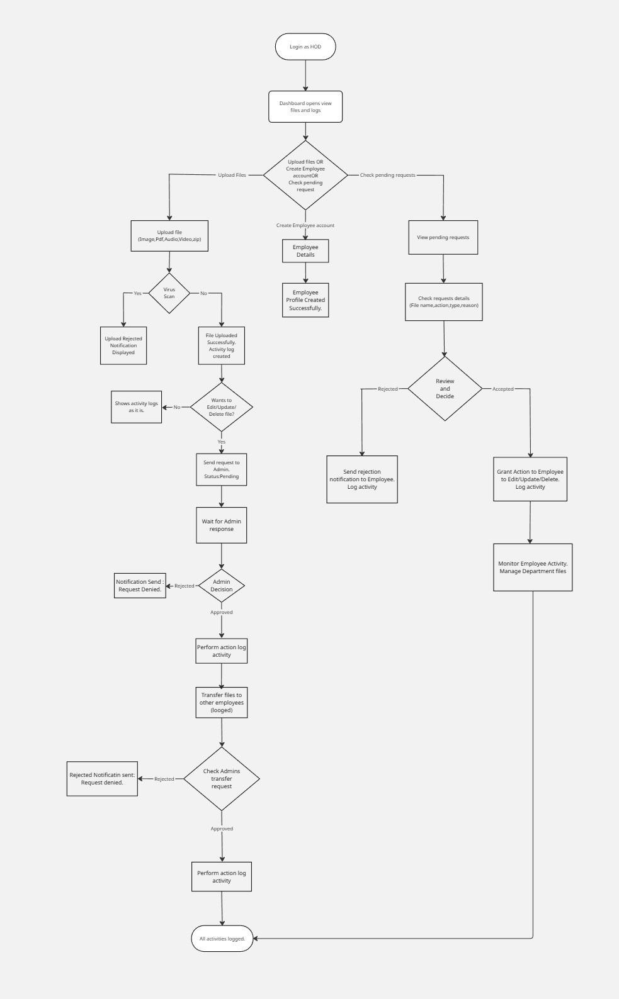 Login as HOD
Dashboard opens view
files and logs
Upload files OR
Create Employee
accountOR
Check pending
request
Upload Files
Check pending requests
Create Employee account
Upload file
(Image,Pdf,Audio,Video,zip)
Employee
Details
View pending requests
Virus
Scan
Yes
No
Employee
Profile Created
Successfully.
Check requests details
(File name,action,type,reason)
Upload Rejected
Notification
Displayed
File Uploaded
Successfully.
Activity log
created
Review
and
Decide
Rejected
Accepted
Shows activity logs
as it is.
No
Wants to
Edit/Update/
Delete file?
Yes
Send request to
Admin.
Status:Pending
Send rejection
notification to Employee.
Log activity
Grant Action to Employee
to Edit/Update/Delete.
Log activity
Wait for Admin
response
Monitor Employee Activity.
Manage Department files
Notification Send :
Request Denied.
Rejected
Admin
Decision
Approved
Perform action log
activity
Transfer files to
other employees
(looged)
Rejected Notificatin sent:
Request denied.
Rejected
Check Admins
transfer
request
Approved
Perform action log
activity
All activities logged.